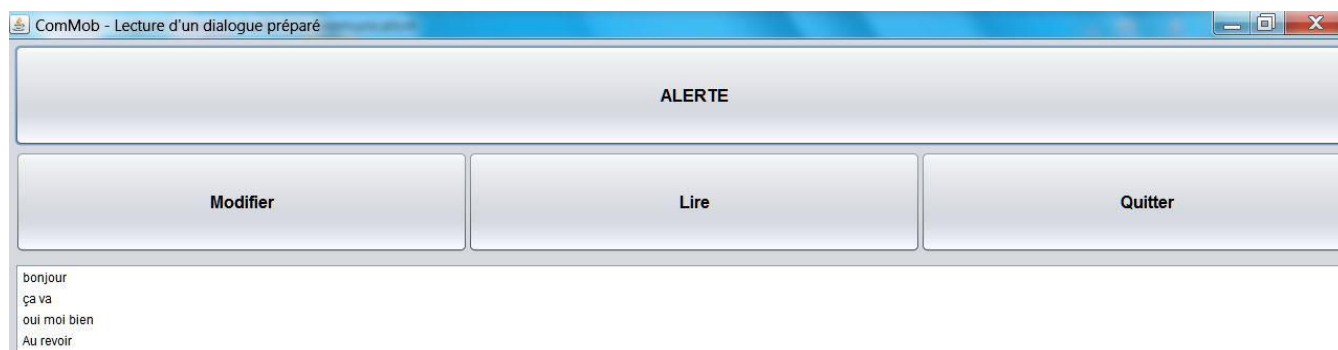 ComMob - Lecture d'un dialogue préparé
ALERTE
Modifier Lire Quitter
bonjour
ça va
oui moi bien
Au revoir